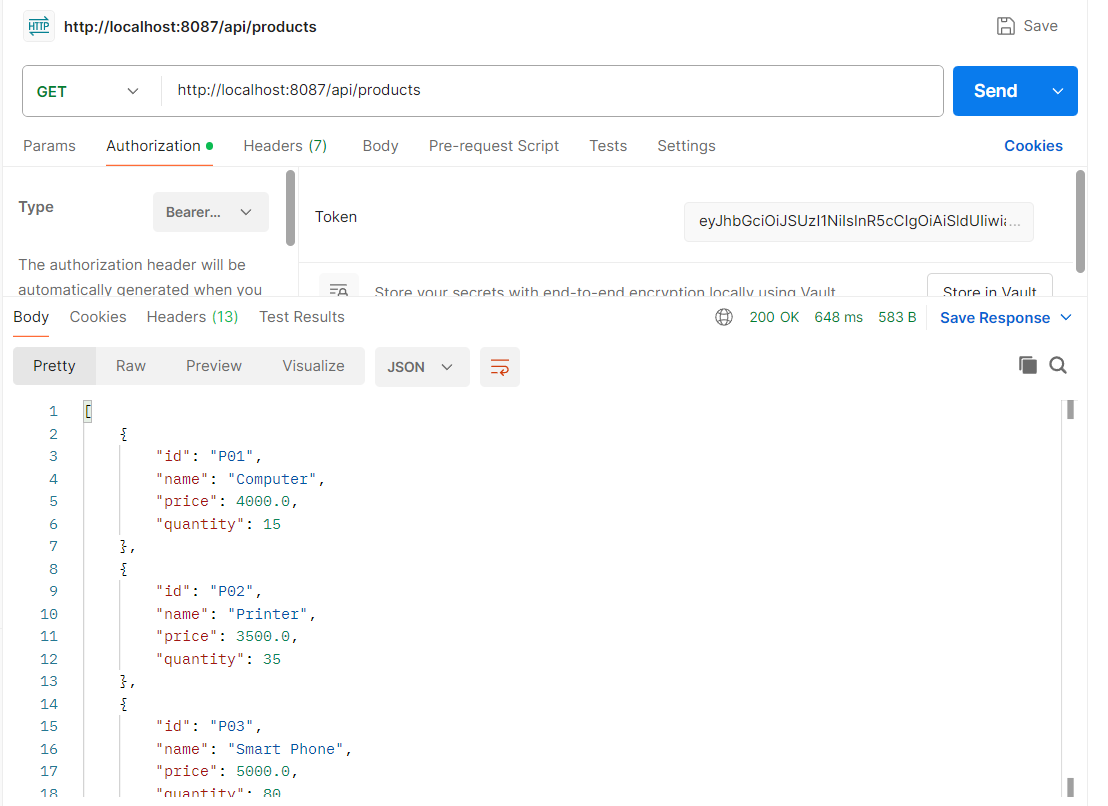 HTTP http://localhost:8087/api/products Save
GET http://localhost:8087/api/products Send
Params Authorization Headers (7) Body Pre-request Script Tests Settings Cookies
Type Bearer... Token eyJhbGciOiJSUzI1NiIsInR5cCIgOiAiSldUIiwia...
The authorization header will be
automatically generated when you
Store your secrets with end-to-end encryption locally using Vault Store in Vault
Body Cookies Headers (13) Test Results 200 OK 648 ms 583 B Save Response
Pretty Raw Preview Visualize JSON
1 [
2 {
3 "id": "P01",
4 "name": "Computer",
5 "price": 4000.0,
6 "quantity": 15
7 },
8 {
9 "id": "P02",
10 "name": "Printer",
11 "price": 3500.0,
12 "quantity": 35
13 },
14 {
15 "id": "P03",
16 "name": "Smart Phone",
17 "price": 5000.0,
18 "quantity": 80